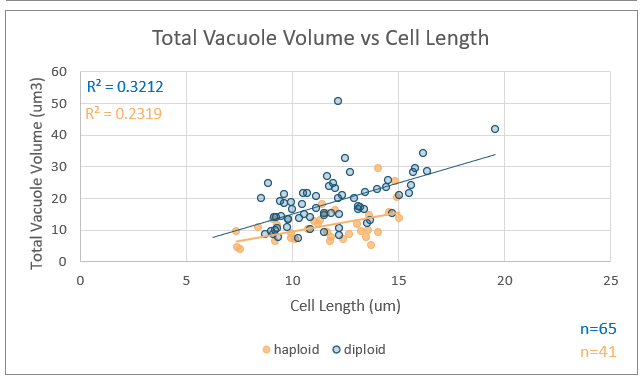 Total Vacuole Volume vs Cell Length
Total Vacuole Volume (um3)
60
50
40
30
20
10
0
R² = 0.3212
R² = 0.2319
0 5 10 15 20 25
Cell Length (um)
haploid diploid
n=65
n=41